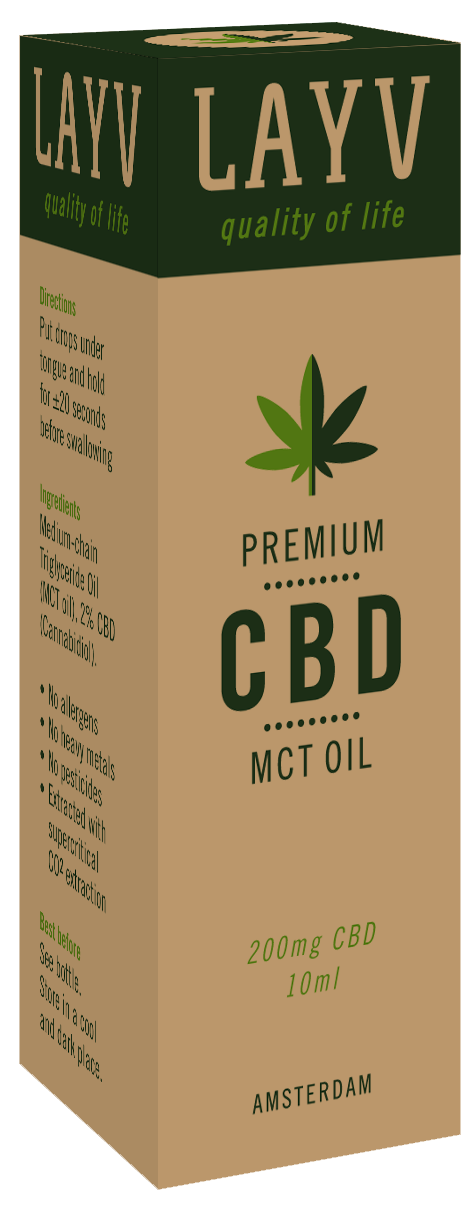 LAYV
quality of life
Directions
Put drops under
tongue and hold
for ±20 seconds
before swallowing
Ingredients
Medium-chain
Triglyceride Oil
(MCT oil), 2% CBD
(Cannabidiol).
• No allergens
• No heavy metals
• No pesticides
• Extracted with
supercritical
CO² extraction
Best before
See bottle.
Store in a cool
and dark place.
LAYV
quality of life
PREMIUM
CBD
MCT OIL
200mg CBD
10ml
AMSTERDAM